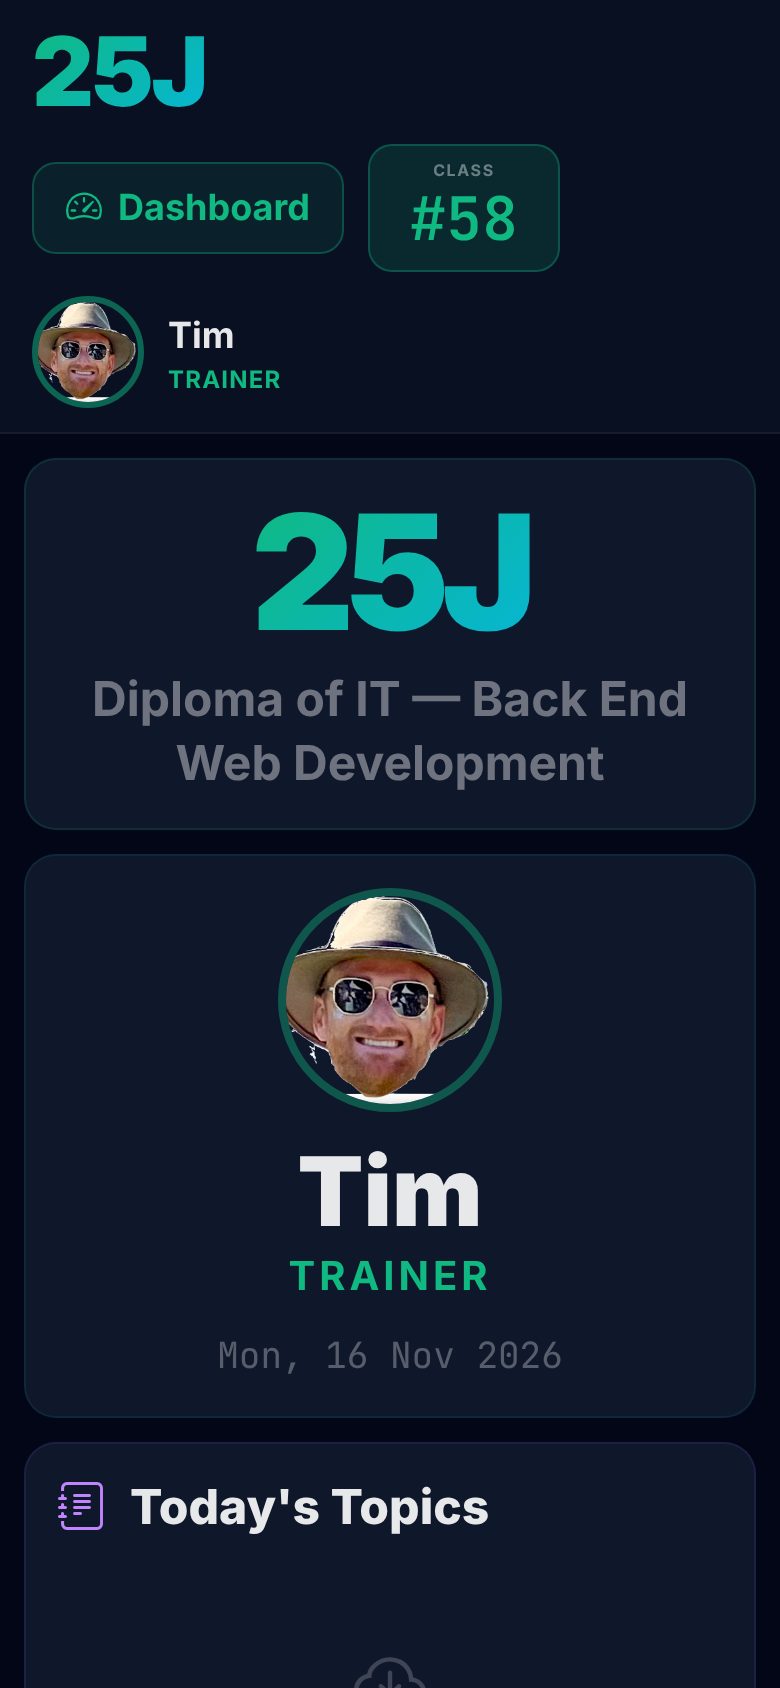 25J
Dashboard
CLASS
#58
Tim
TRAINER
25J
Diploma of IT — Back End
Web Development
Tim
TRAINER
Mon, 16 Nov 2026
Today's Topics